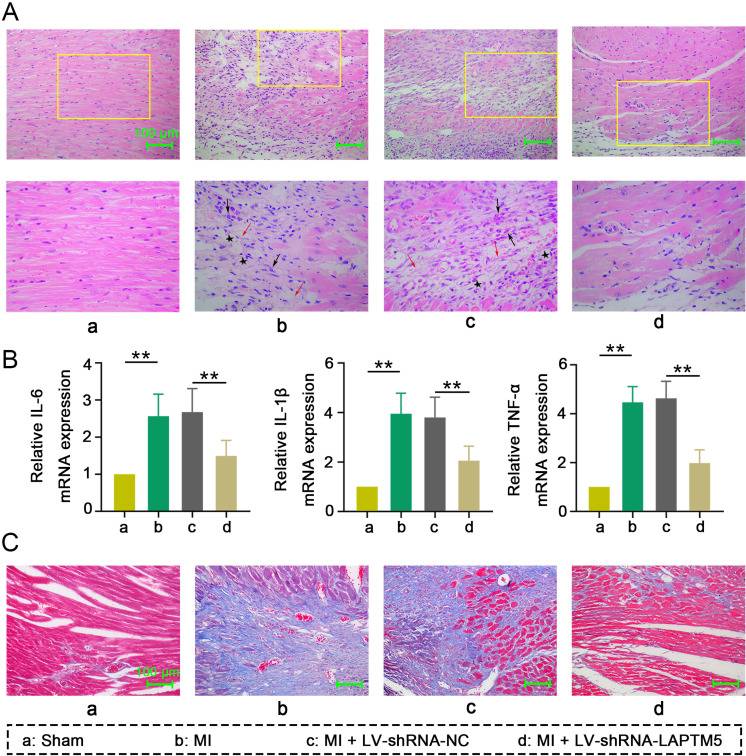 A
100 μm
a
b
c
d
B
Relative IL-6
mRNA expression
4
3
2
1
0
**
**
a
b
c
d
Relative IL-1β
mRNA expression
6
4
2
0
**
**
a
b
c
d
Relative TNF-α
mRNA expression
6
4
2
0
**
**
a
b
c
d
C
100 μm
a
b
c
d
a: Sham b: MI c: MI + LV-shRNA-NC d: MI + LV-shRNA-LAPTM5